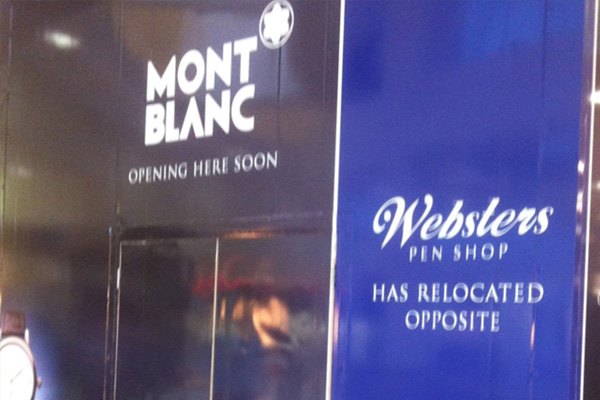 MONT
BLANC
OPENING HERE SOON
Websters
PEN SHOP
HAS RELOCATED
OPPOSITE